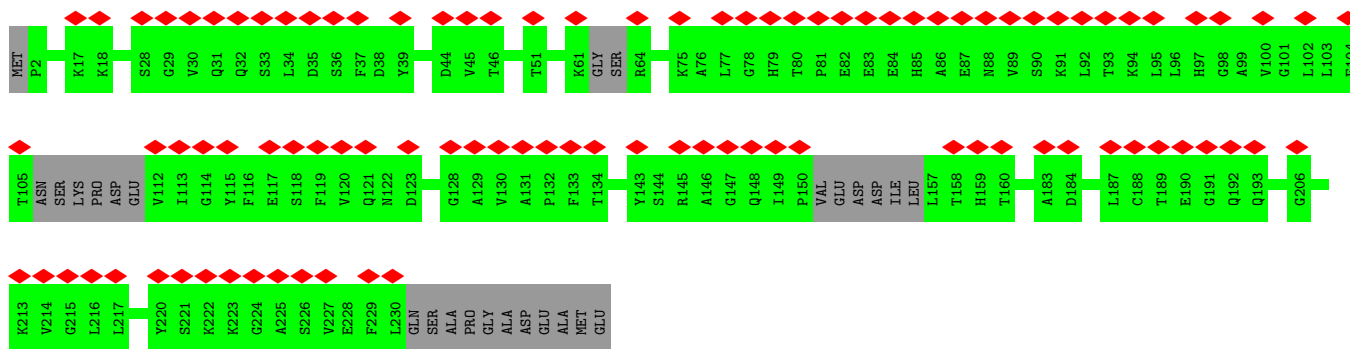 MET P2 K17 K18 S28 G29 V30 Q31 Q32 S33 L34 D35 S36 F37 D38 Y39 D44 V45 T46 T51 K61 GLY SER R64 K75 A76 L77 G78 H79 T80 P81 E82 E83 E84 H85 A86 E87 N88 V89 S90 K91 L92 T93 K94 L95 L96 H97 G98 A99 V100 G101 L102 L103
T105 ASN SER LYS PRO ASP GLU V112 I113 G114 Y115 F116 E117 S118 F119 V120 Q121 N122 D123 G128 A129 V130 A131 P132 F133 T134 Y143 S144 R145 A146 G147 Q148 I149 P150 VAL GLU ASP ASP ILE LEU L157 T158 H159 T160 A183 D184 L187 C188 T189 E190 G191 Q192 Q193 G206
K213 V214 G215 L216 L217 Y220 S221 K222 K223 G224 A225 S226 V227 E228 F229 L230 GLN SER ALA PRO GLY ALA ASP GLU ALA MET GLU